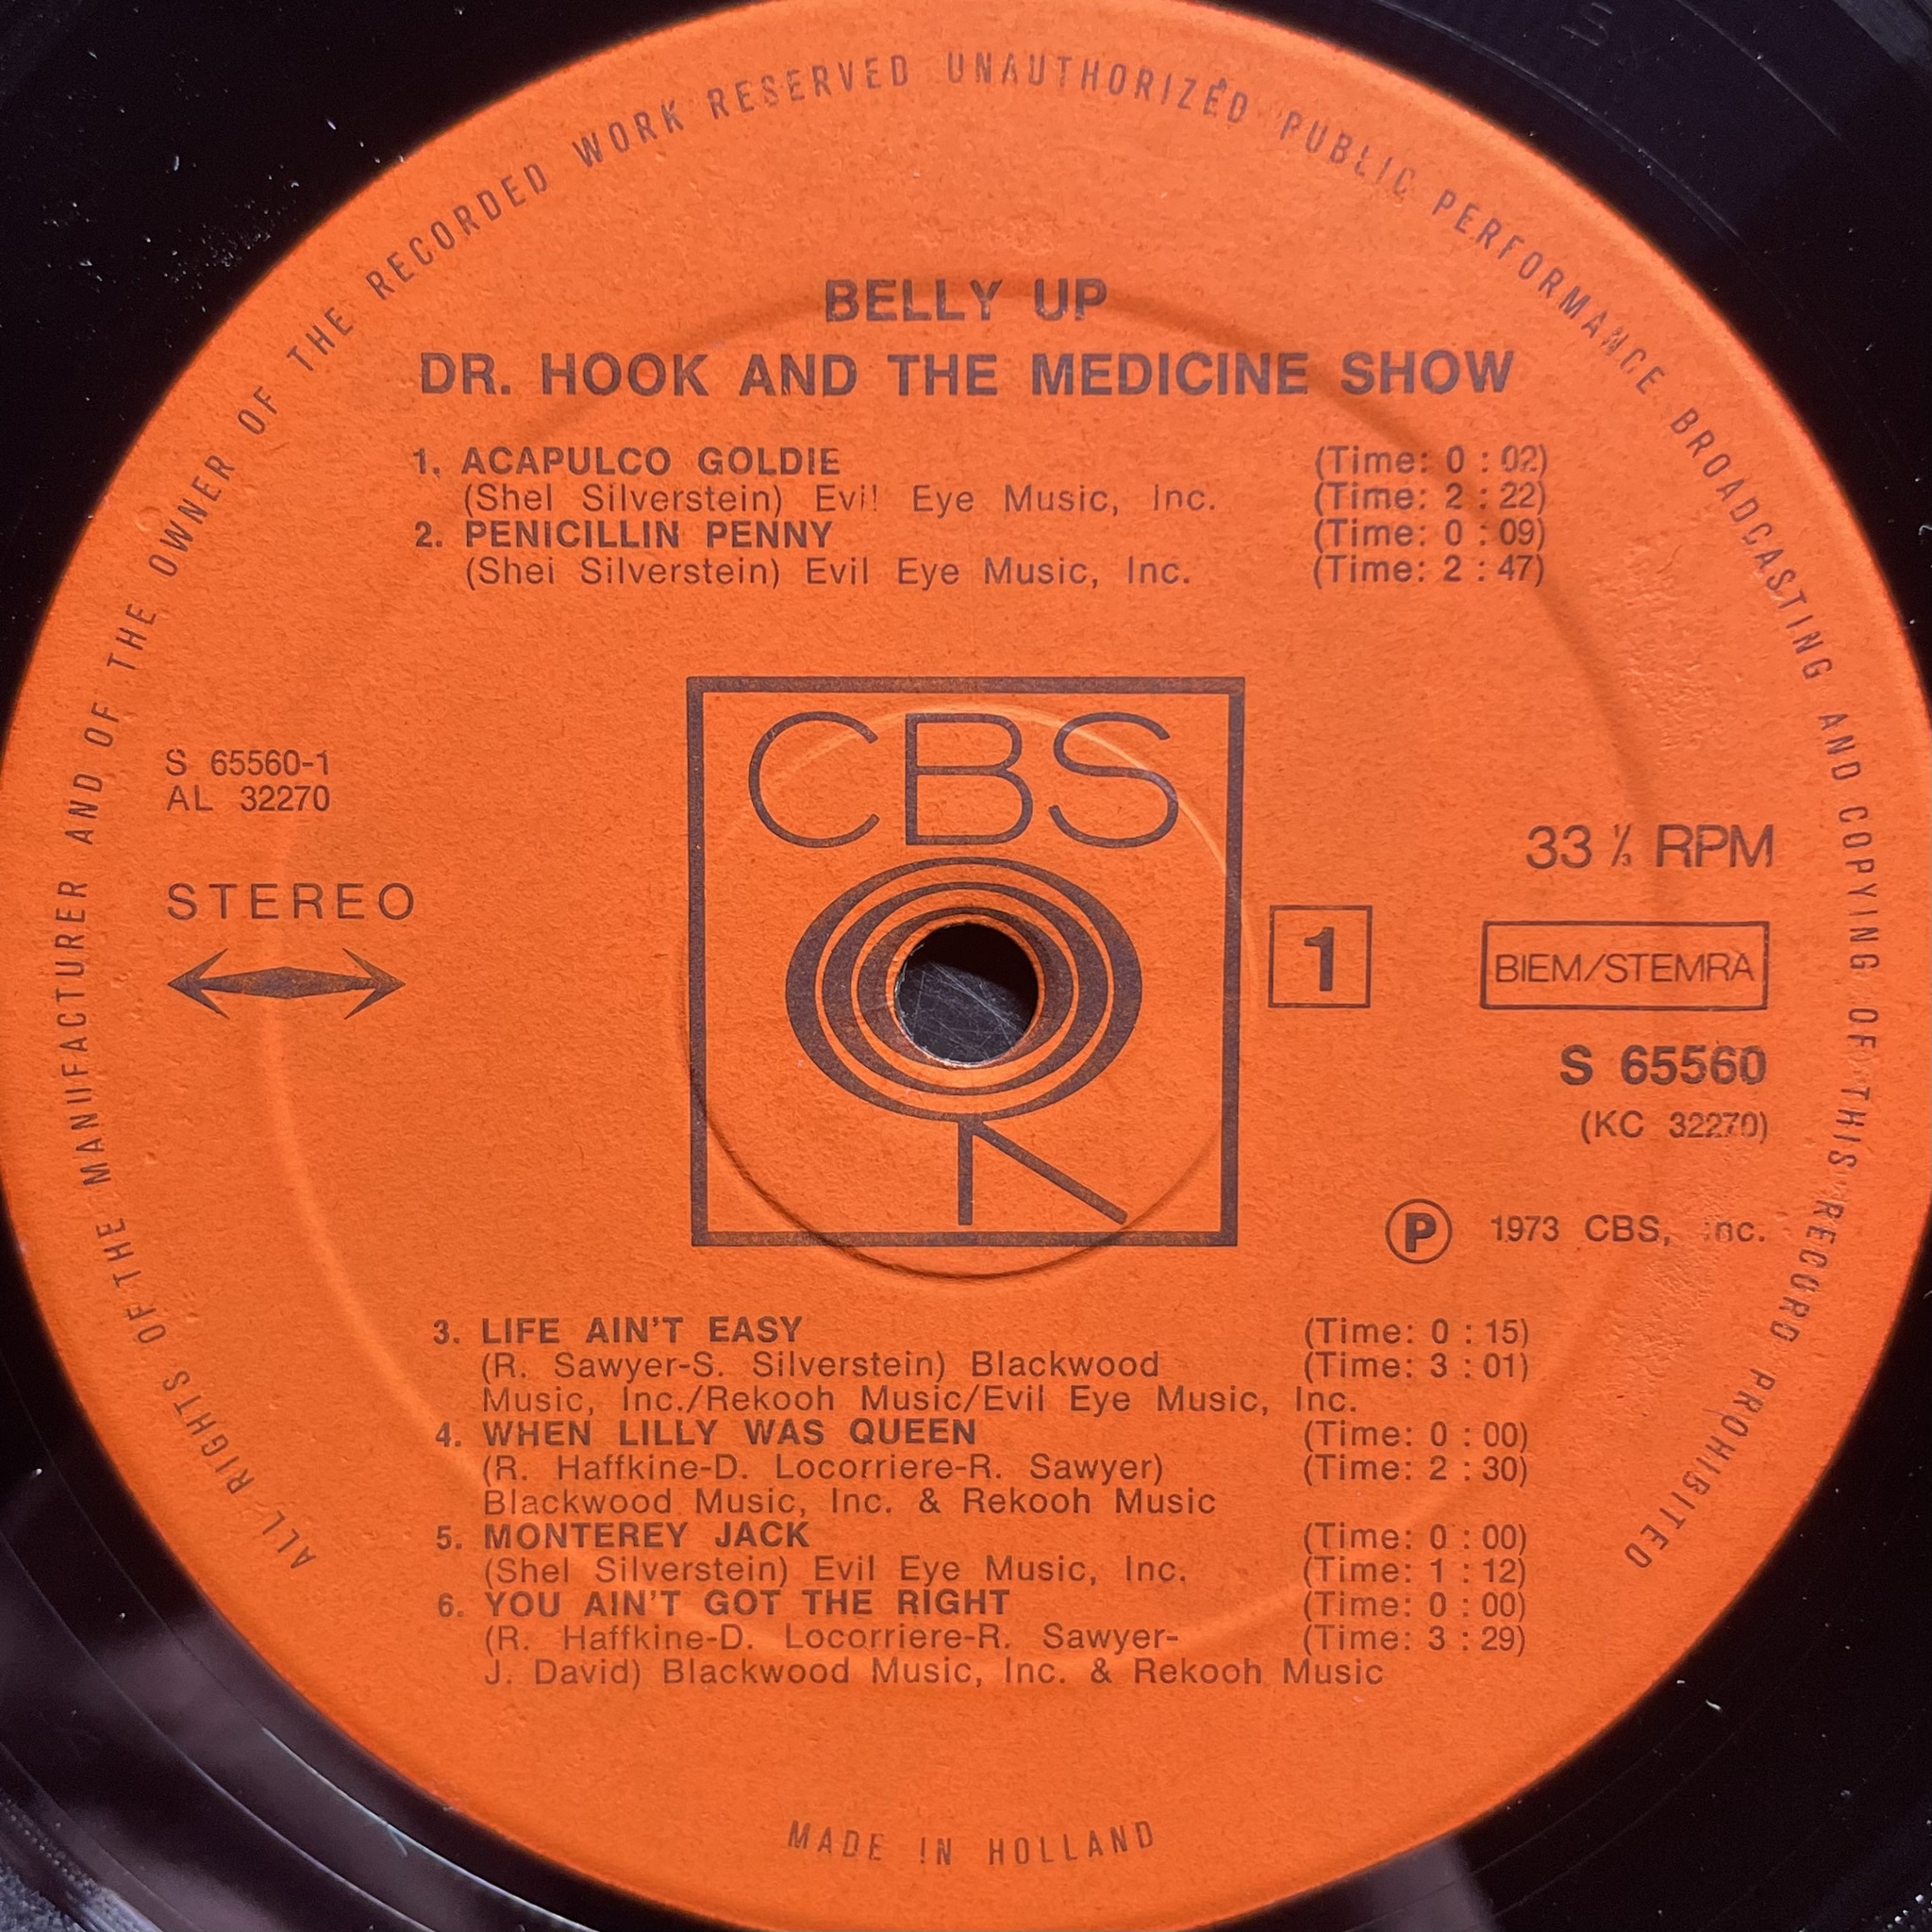 ALL RIGHTS OF THE MANUFACTURER AND OF THE OWNER OF THE RECORDED WORK RESERVED UNAUTHORIZED PUBLIC PERFORMANCE BROADCASTING AND COPYING OF THIS RECORD PROHIBITED
BELLY UP
DR. HOOK AND THE MEDICINE SHOW
1. ACAPULCO GOLDIE (Time: 0 : 02)
(Shel Silverstein) Evil Eye Music, Inc. (Time: 2 : 22)
2. PENICILLIN PENNY (Time: 0 : 09)
(Shel Silverstein) Evil Eye Music, Inc. (Time: 2 : 47)
CBS
S 65560-1
AL 32270
STEREO
33 ⅓ RPM
1
BIEM/STEMRA
S 65560
(KC 32270)
Ⓟ 1973 CBS, Inc.
3. LIFE AIN'T EASY (Time: 0 : 15)
(R. Sawyer-S. Silverstein) Blackwood (Time: 3 : 01)
Music, Inc./Rekooh Music/Evil Eye Music, Inc.
4. WHEN LILLY WAS QUEEN (Time: 0 : 00)
(R. Haffkine-D. Locorriere-R. Sawyer) (Time: 2 : 30)
Blackwood Music, Inc. & Rekooh Music
5. MONTEREY JACK (Time: 0 : 00)
(Shel Silverstein) Evil Eye Music, Inc. (Time: 1 : 12)
6. YOU AIN'T GOT THE RIGHT (Time: 0 : 00)
(R. Haffkine-D. Locorriere-R. Sawyer- (Time: 3 : 29)
J. David) Blackwood Music, Inc. & Rekooh Music
MADE IN HOLLAND